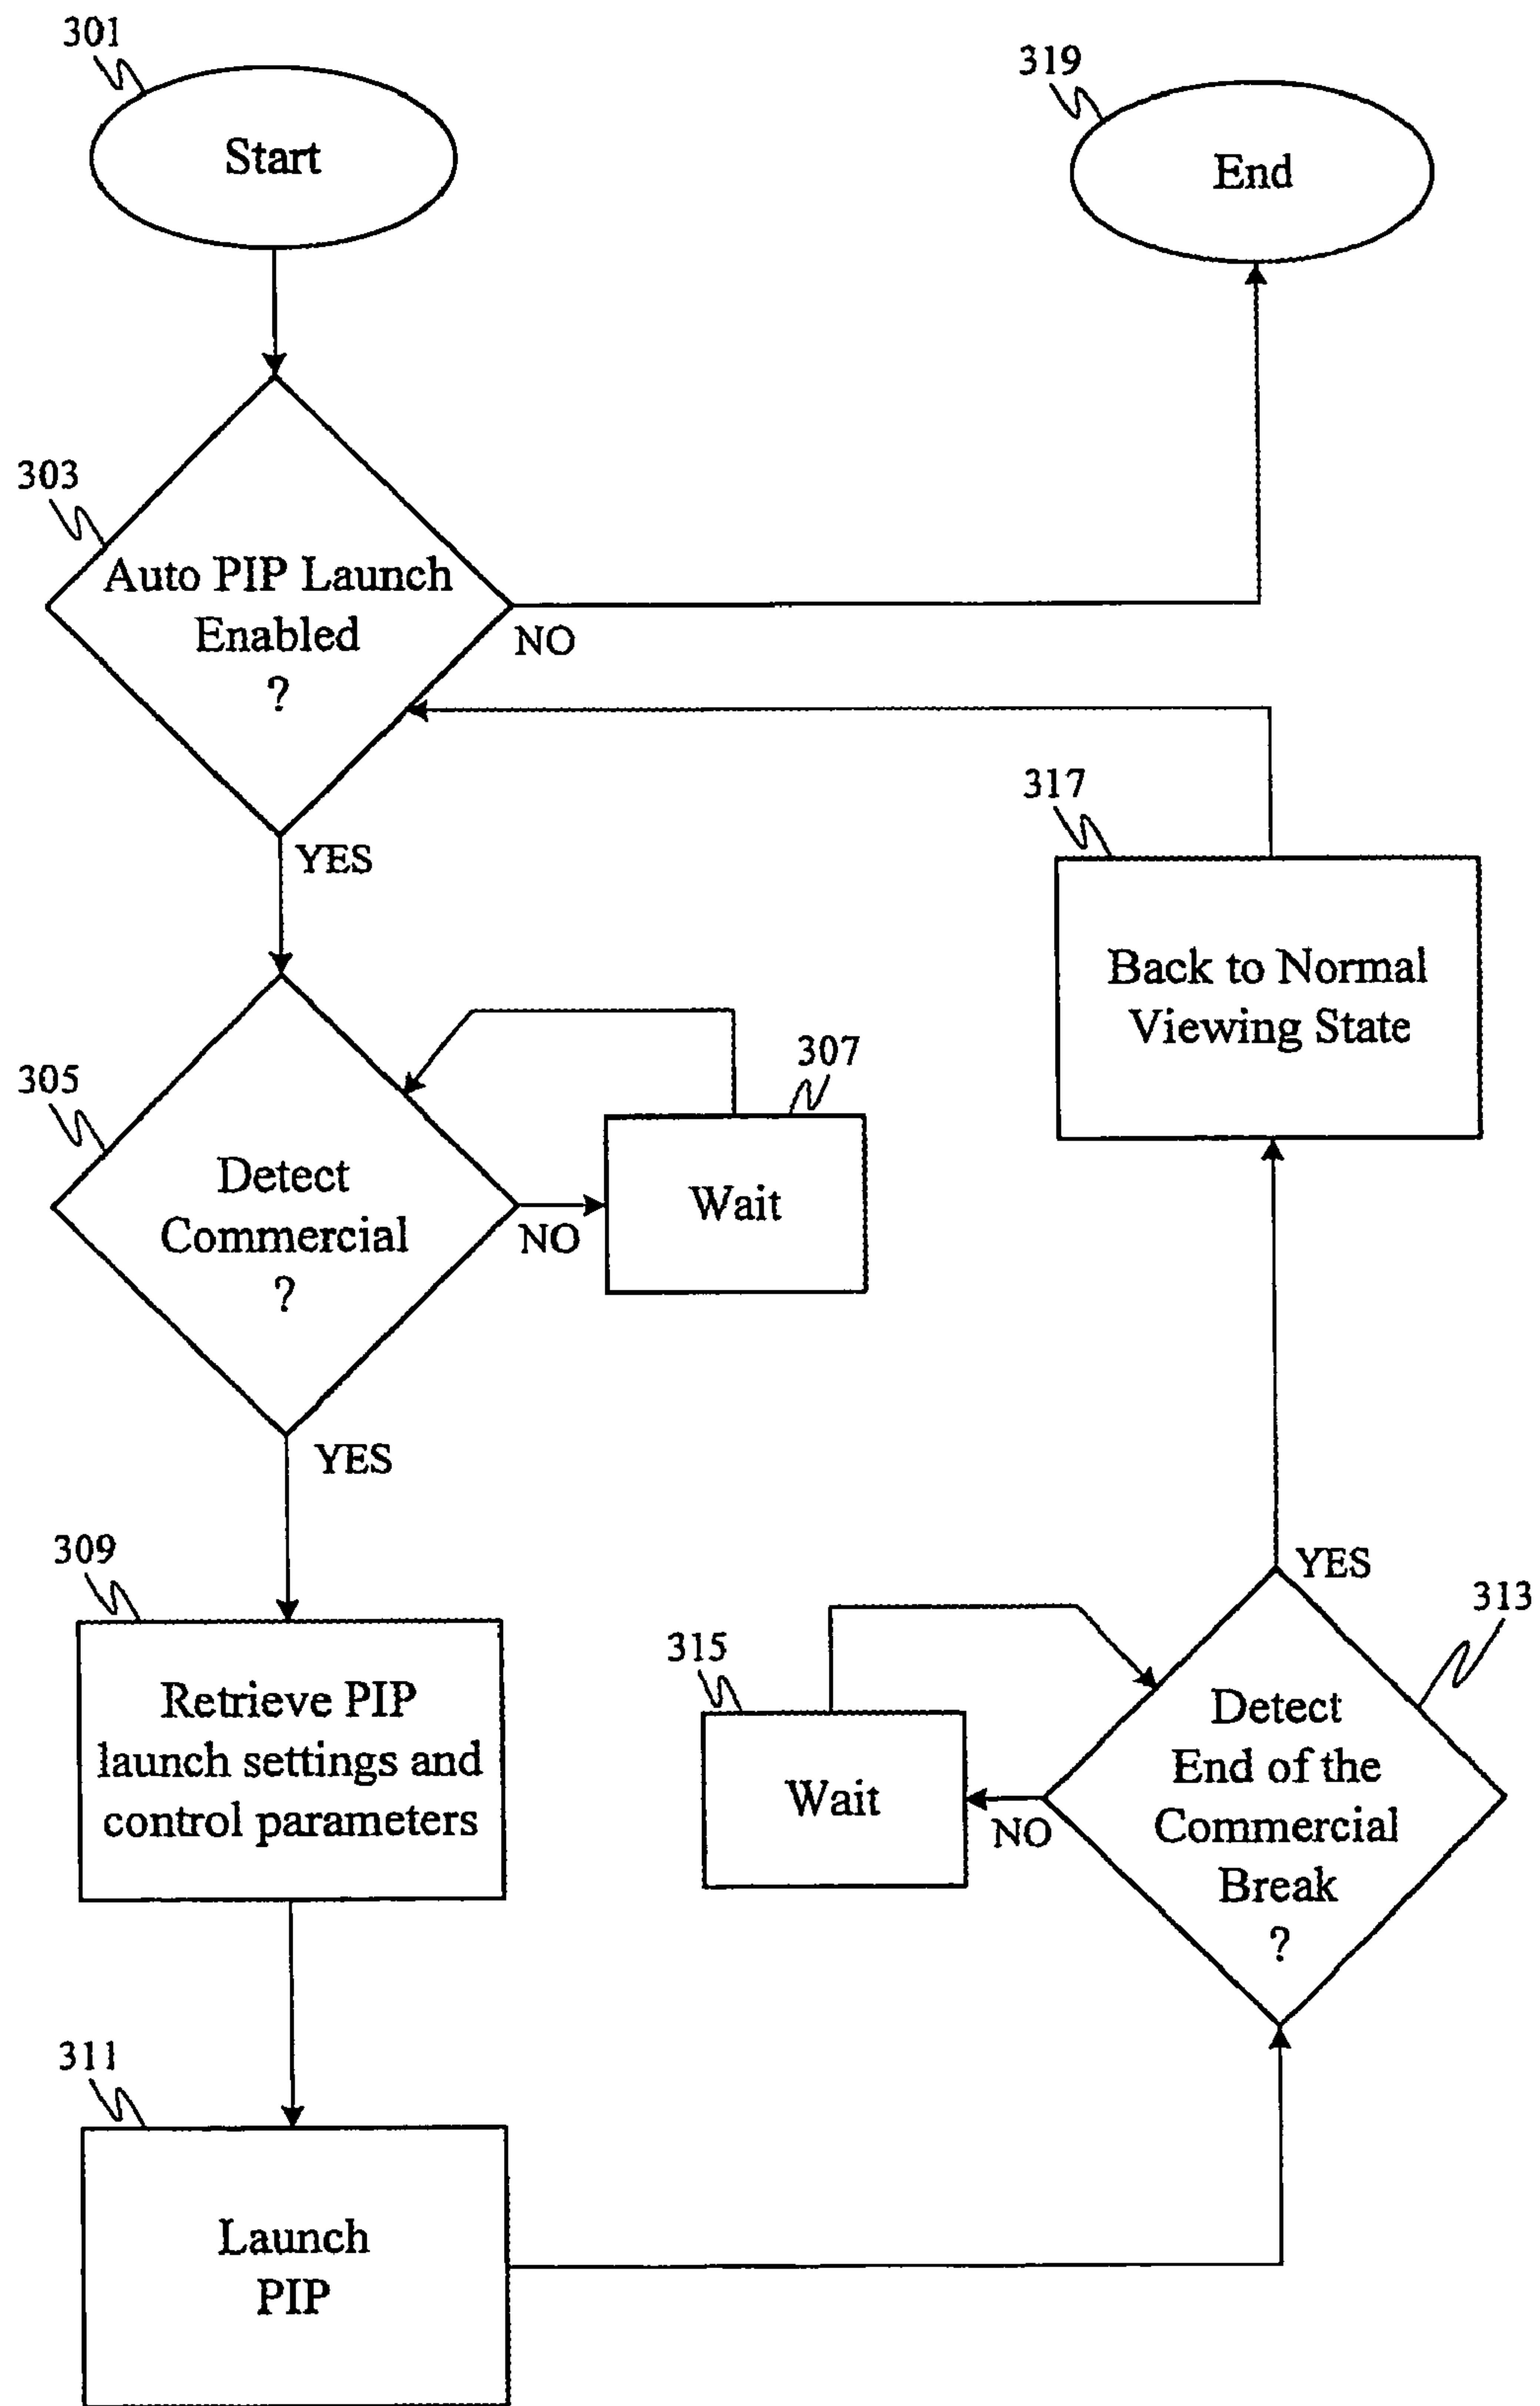 301
Start
319
End
303
Auto PIP Launch
Enabled
?
NO
YES
317
Back to Normal
Viewing State
305
Detect
Commercial
?
NO
307
Wait
YES
309
Retrieve PIP
launch settings and
control parameters
311
Launch
PIP
313
Detect
End of the
Commercial
Break
?
YES
NO
315
Wait